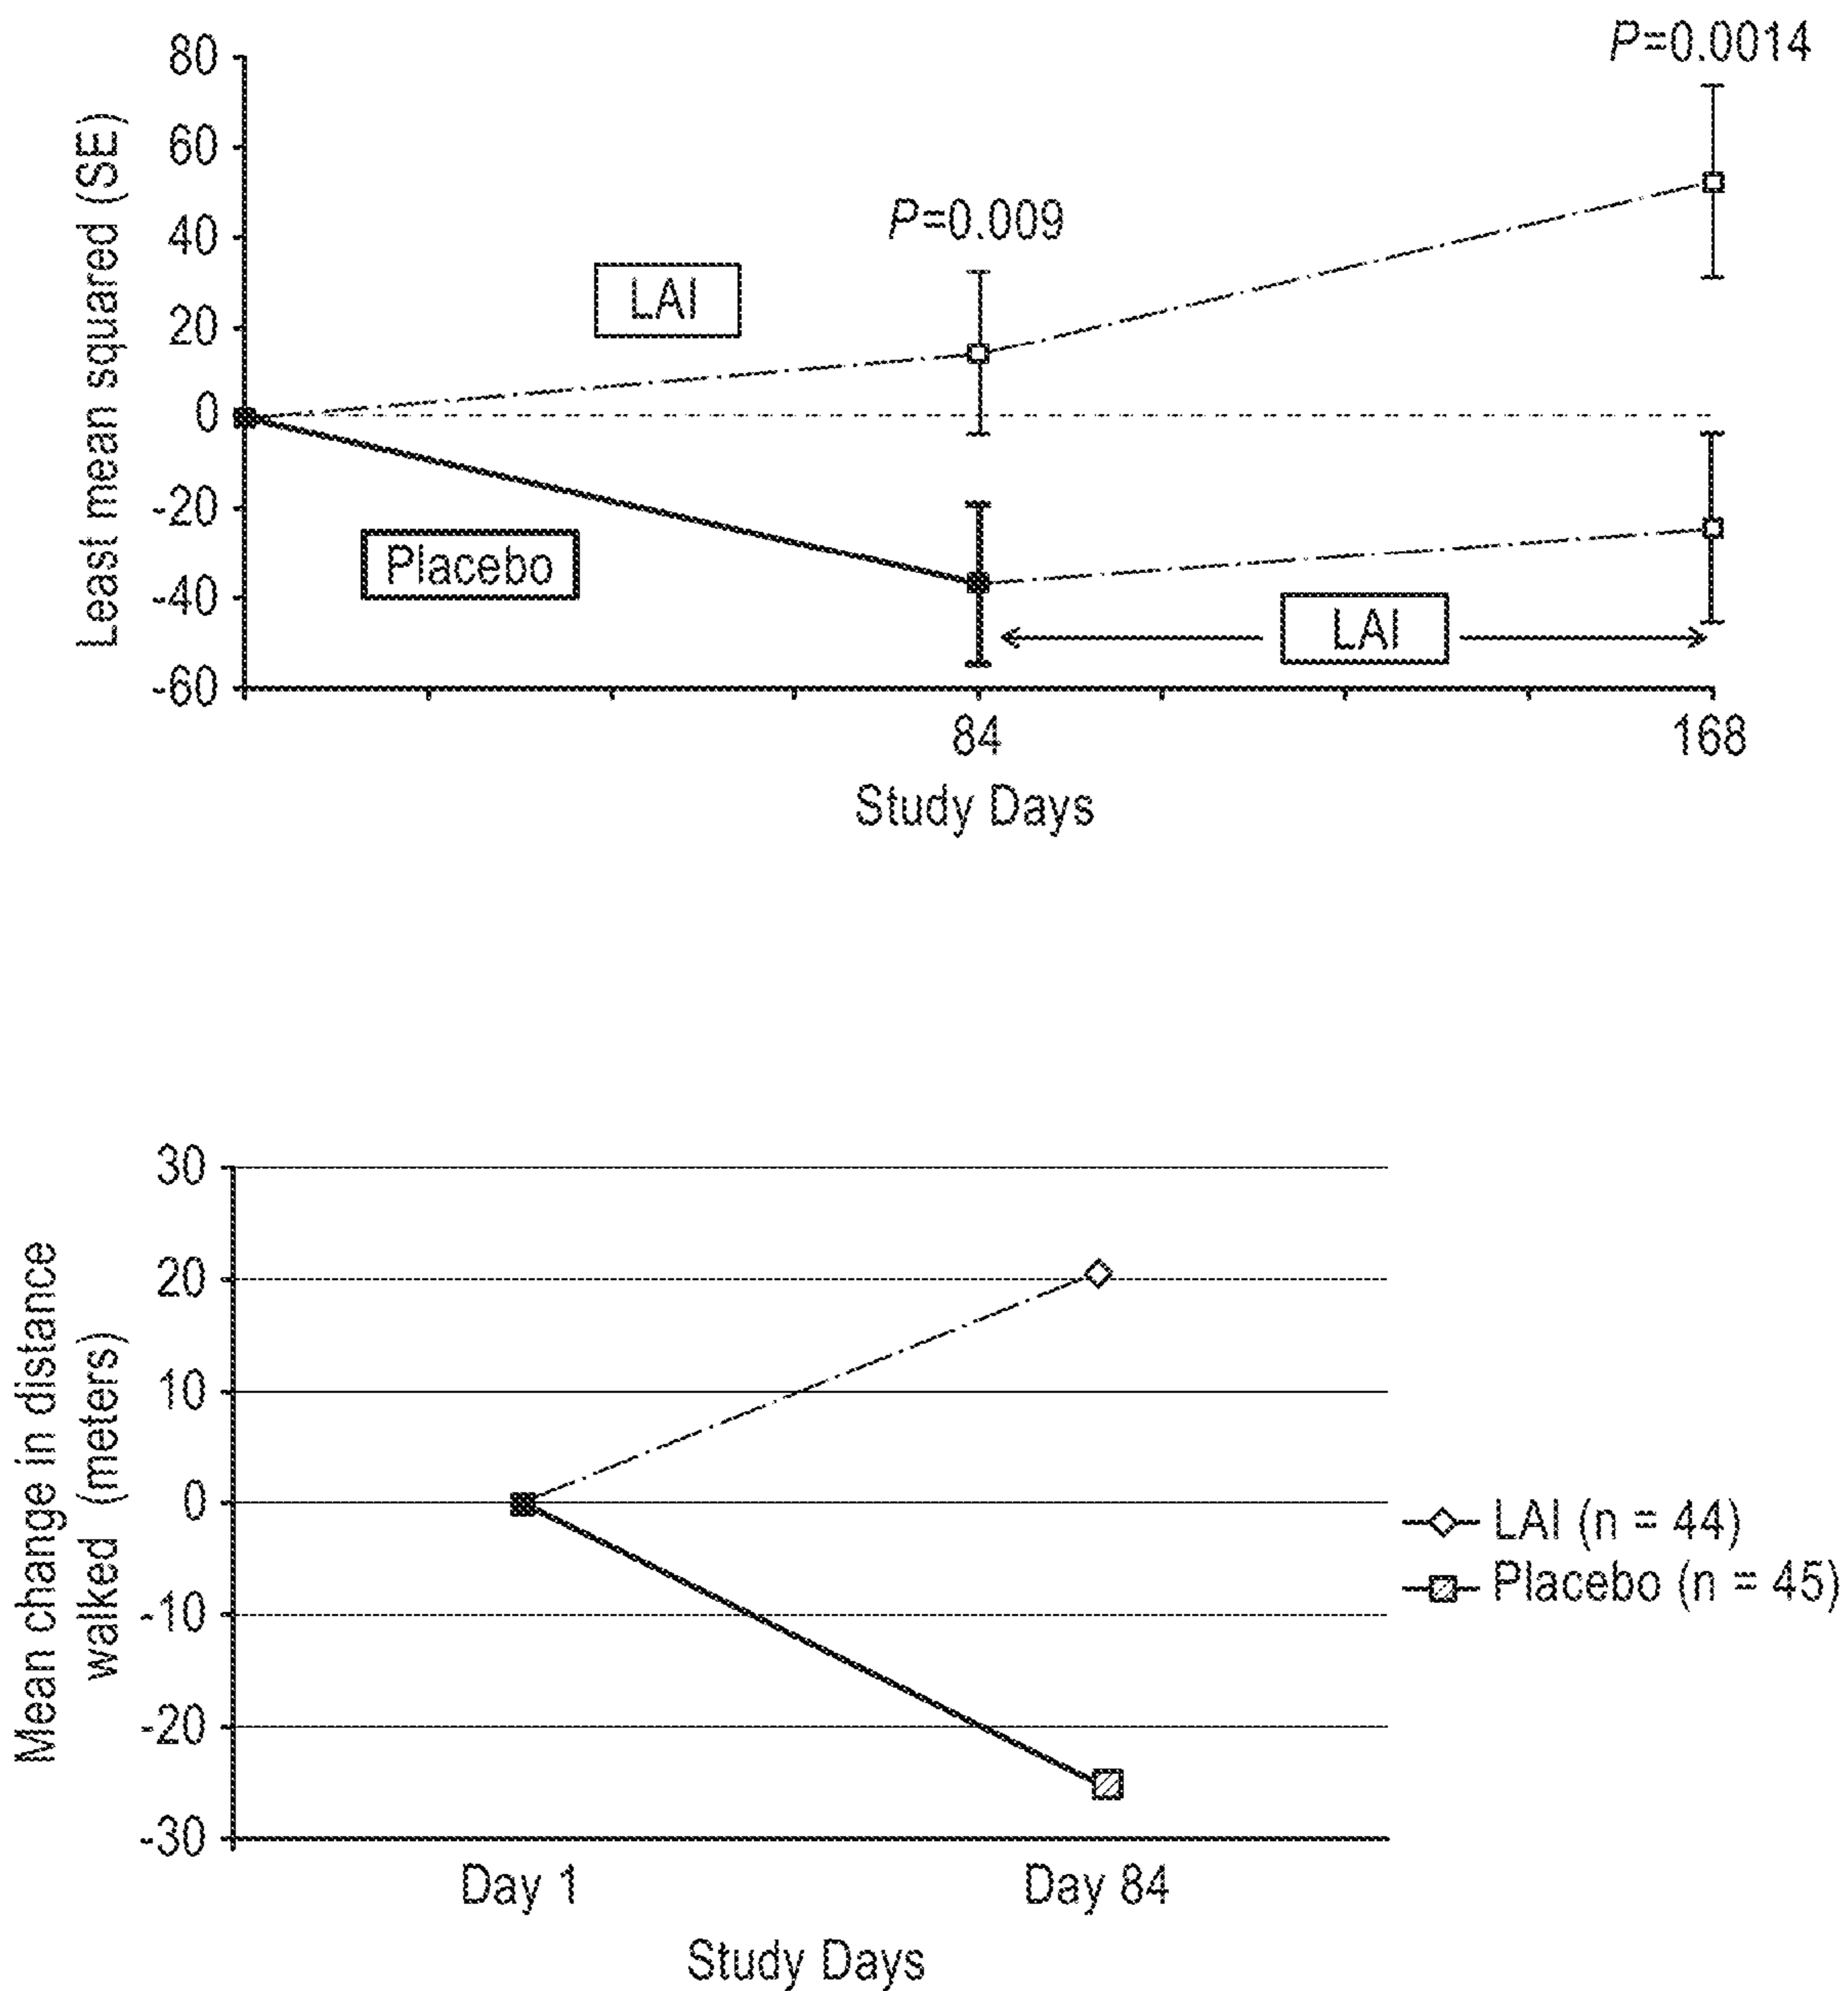 P=0.0014
80
60
40
20
0
-20
-40
-60
Least mean squared (SE)
P=0.009
LAI
Placebo
LAI
84
168
Study Days
30
20
10
0
-10
-20
-30
Mean change in distance
walked (meters)
LAI (n = 44)
Placebo (n = 45)
Day 1
Day 84
Study Days